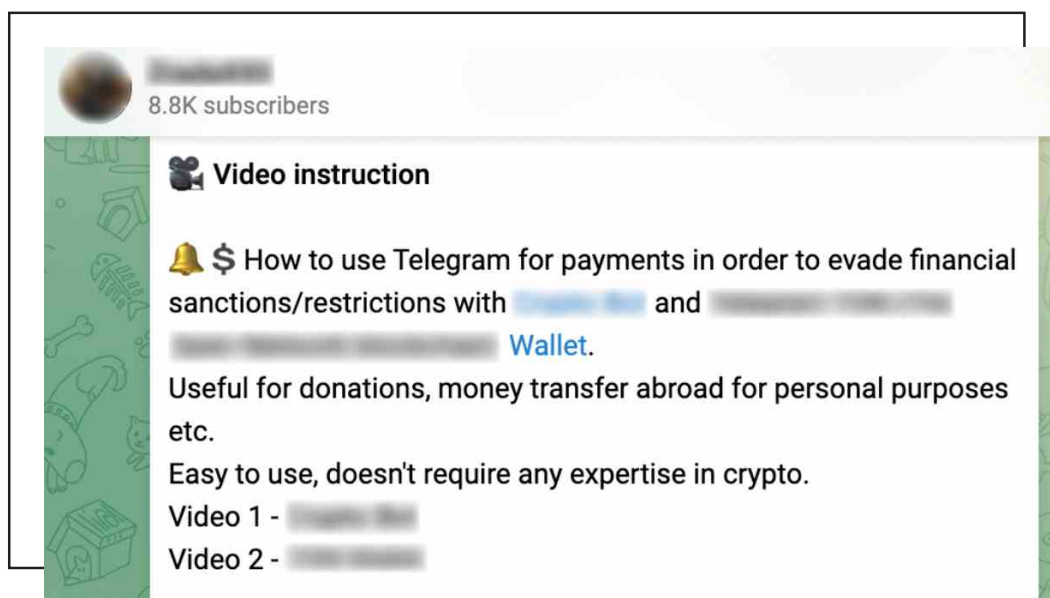 8.8K subscribers
🎥 Video instruction
🔔💲 How to use Telegram for payments in order to evade financial
sanctions/restrictions with and
Wallet.
Useful for donations, money transfer abroad for personal purposes
etc.
Easy to use, doesn't require any expertise in crypto.
Video 1 -
Video 2 -